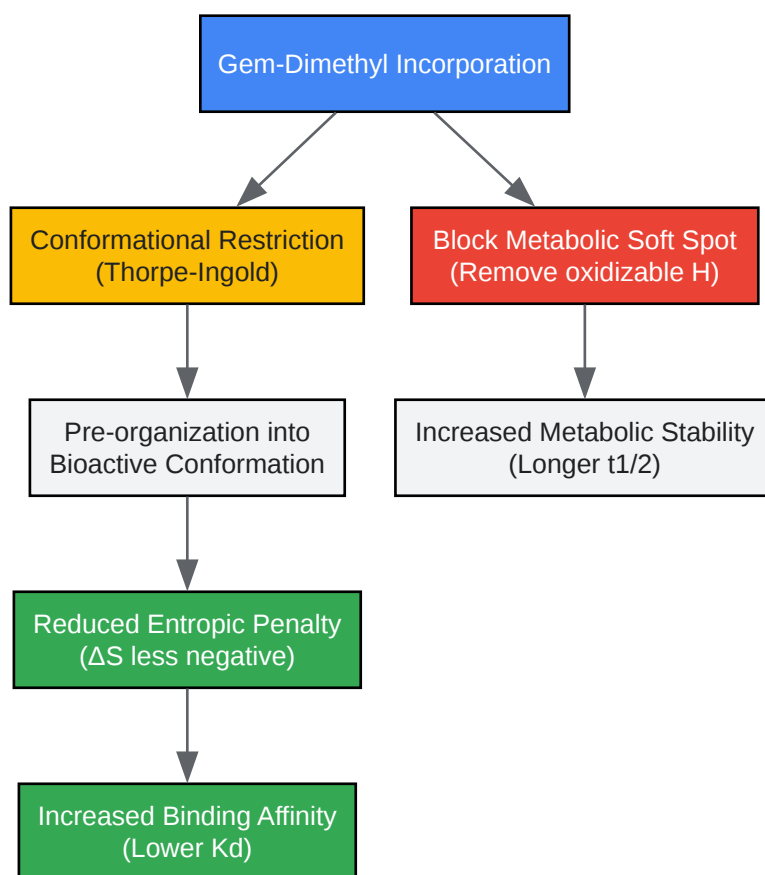 Gem-Dimethyl Incorporation
Conformational Restriction
(Thorpe-Ingold)
Block Metabolic Soft Spot
(Remove oxidizable H)
Pre-organization into
Bioactive Conformation
Increased Metabolic Stability
(Longer t1/2)
Reduced Entropic Penalty
(ΔS less negative)
Increased Binding Affinity
(Lower Kd)